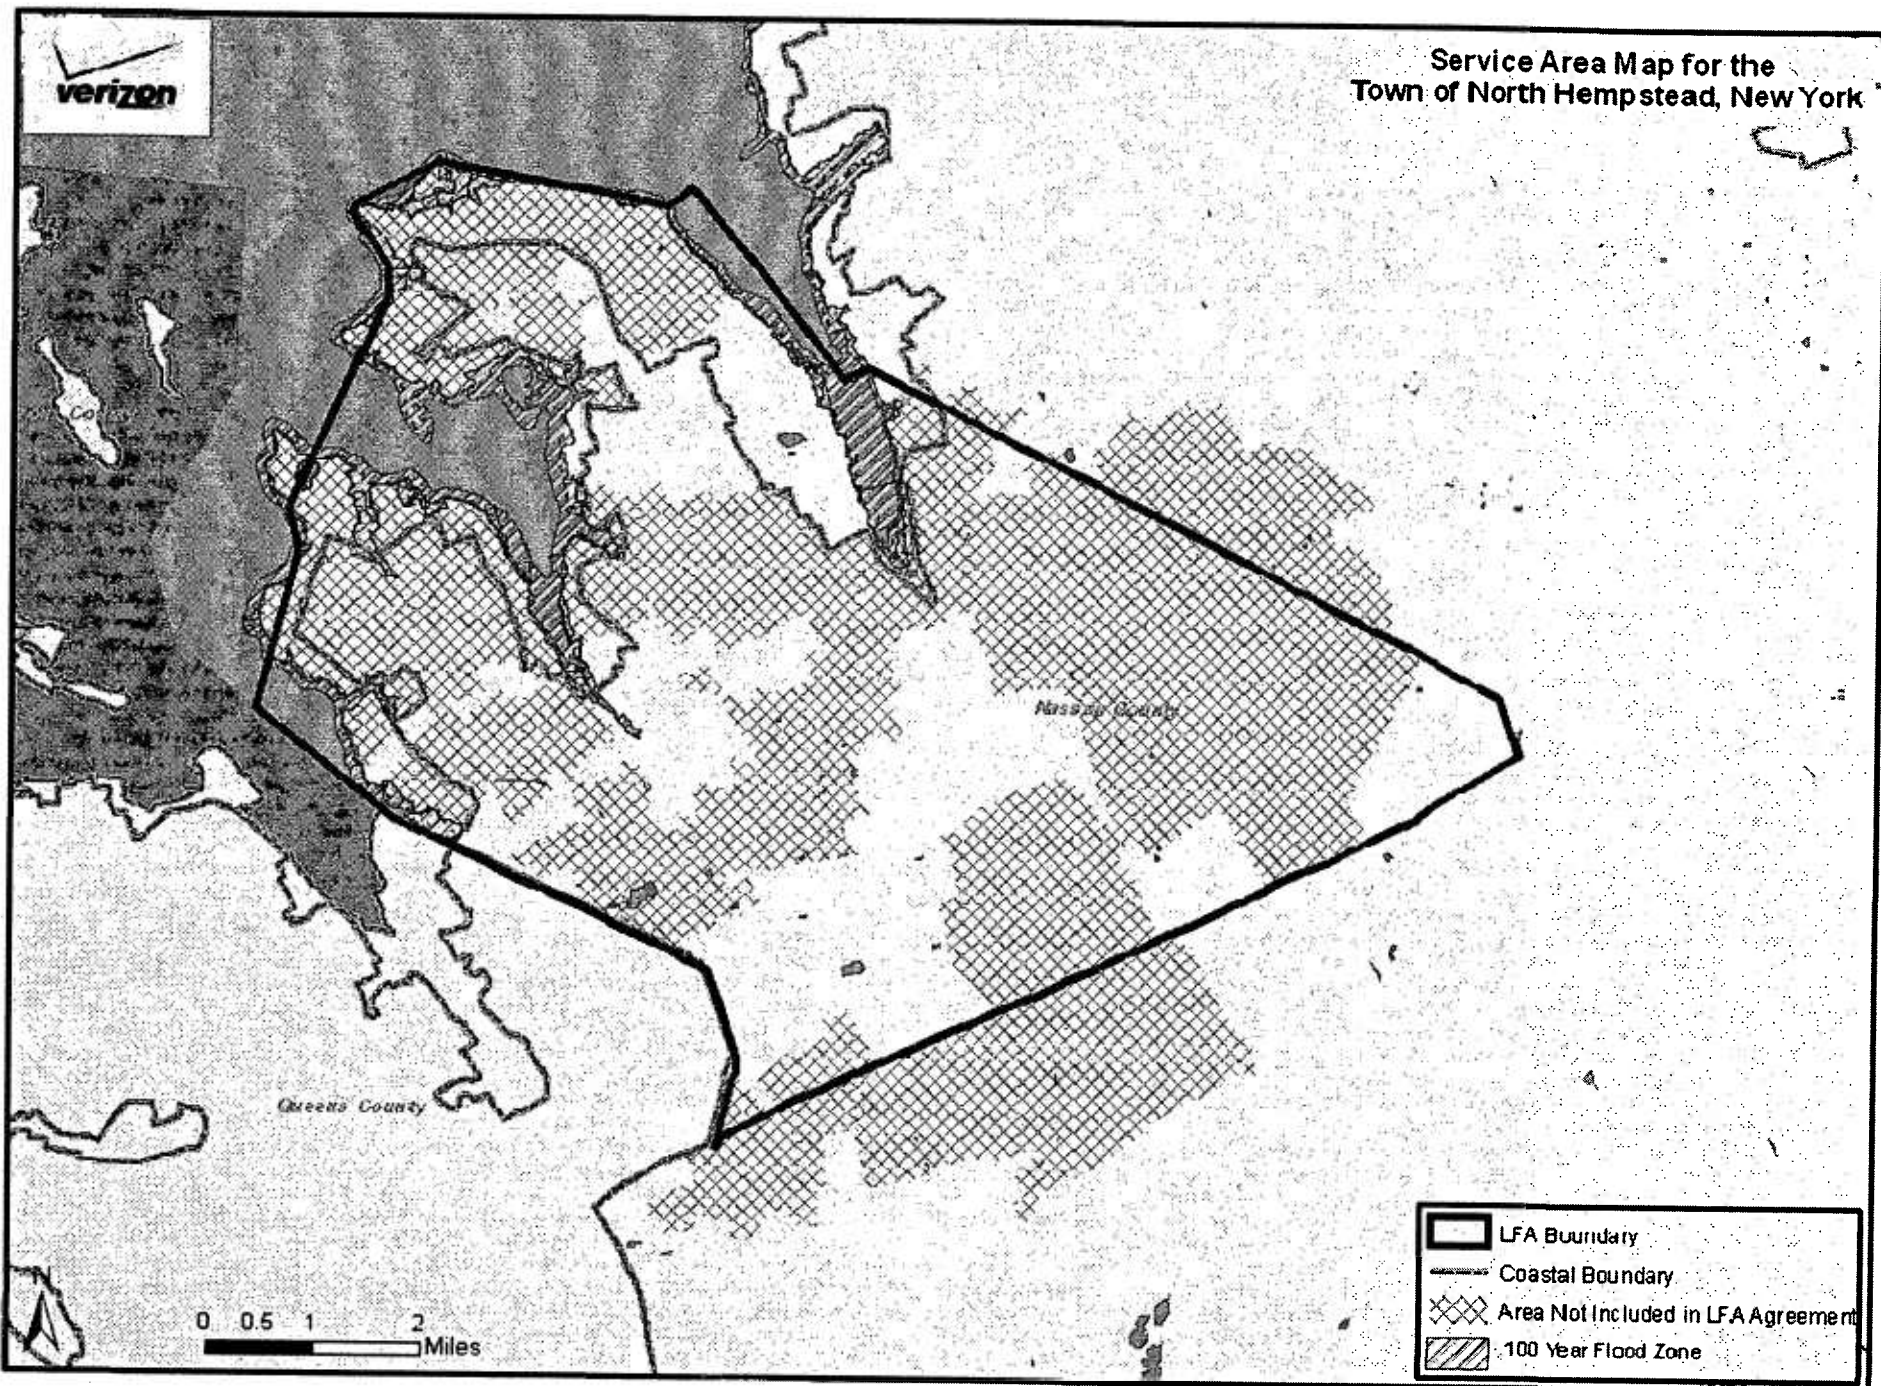 verizon
Service Area Map for the
Town of North Hempstead, New York
Nassau County
Queens County
0 0.5 1 2
Miles
LFA Boundary
Coastal Boundary
Area Not Included in LFA Agreement
100 Year Flood Zone